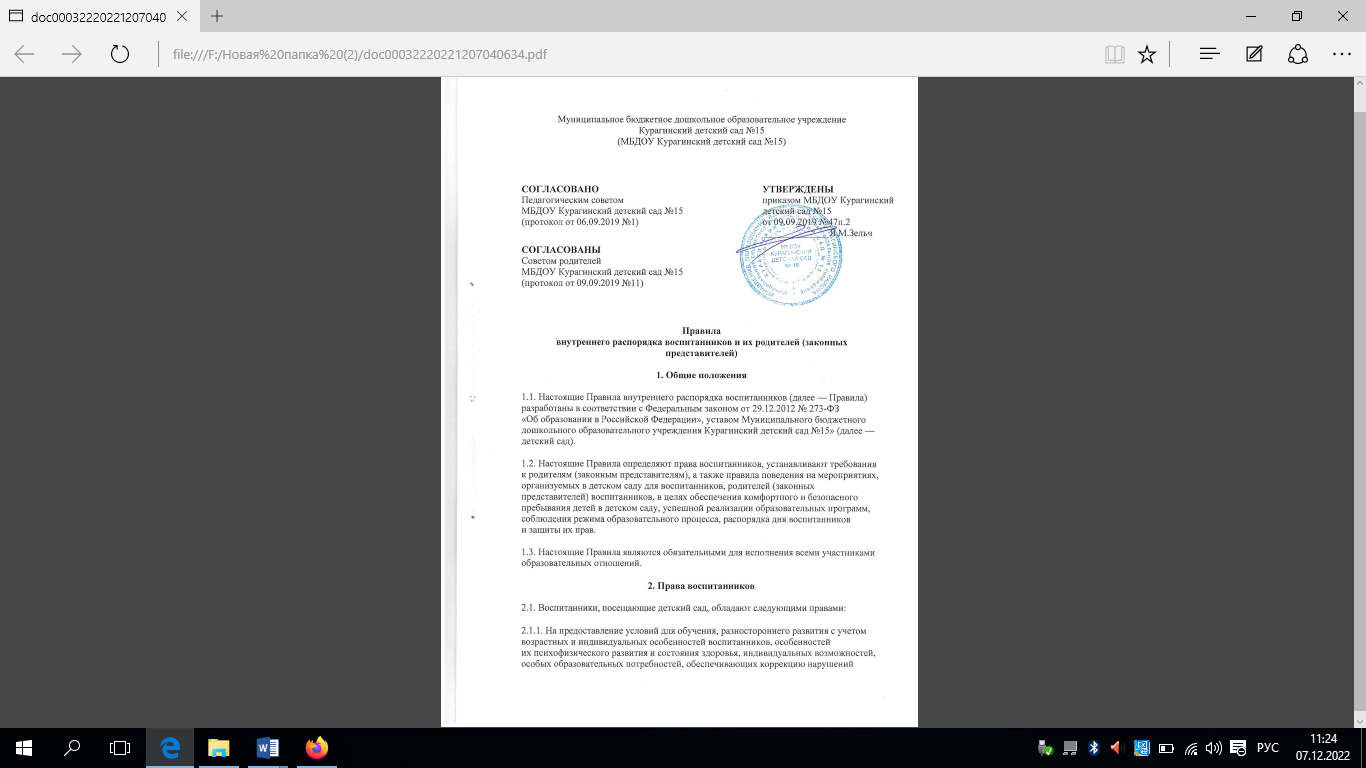 doc00032220221207040
file:///F:/Новая%20папка%20(2)/doc00032220221207040634.pdf
Муниципальное бюджетное дошкольное образовательное учреждение
Курагинский детский сад №15
(МБДОУ Курагинский детский сад №15)
СОГЛАСОВАНО
Педагогическим советом
МБДОУ Курагинский детский сад №15
(протокол от 06.09.2019 №1)
СОГЛАСОВАНЫ
Советом родителей
МБДОУ Курагинский детский сад №15
(протокол от 09.09.2019 №11)
УТВЕРЖДЕНЫ
приказом МБДОУ Курагинский
детский сад №15
от 09.09.2019 №47п.2
Я.М.Зельч
МБДОУ
КУРАГИНСКИЙ
ДЕТСКИЙ САД
№ 15
Правила
внутреннего распорядка воспитанников и их родителей (законных
представителей)
1. Общие положения
1.1. Настоящие Правила внутреннего распорядка воспитанников (далее — Правила)
разработаны в соответствии с Федеральным законом от 29.12.2012 № 273-ФЗ
«Об образовании в Российской Федерации», уставом Муниципального бюджетного
дошкольного образовательного учреждения Курагинский детский сад №15» (далее —
детский сад).
1.2. Настоящие Правила определяют права воспитанников, устанавливают требования
к родителям (законным представителям), а также правила поведения на мероприятиях,
организуемых в детском саду для воспитанников, родителей (законных
представителей) воспитанников, в целях обеспечения комфортного и безопасного
пребывания детей в детском саду, успешной реализации образовательных программ,
соблюдения режима образовательного процесса, распорядка дня воспитанников
и защиты их прав.
1.3. Настоящие Правила являются обязательными для исполнения всеми участниками
образовательных отношений.
2. Права воспитанников
2.1. Воспитанники, посещающие детский сад, обладают следующими правами:
2.1.1. На предоставление условий для обучения, разностороннего развития с учетом
возрастных и индивидуальных особенностей воспитанников, особенностей
их психофизического развития и состояния здоровья, индивидуальных возможностей,
особых образовательных потребностей, обеспечивающих коррекцию нарушений
РУС
11:24
07.12.2022